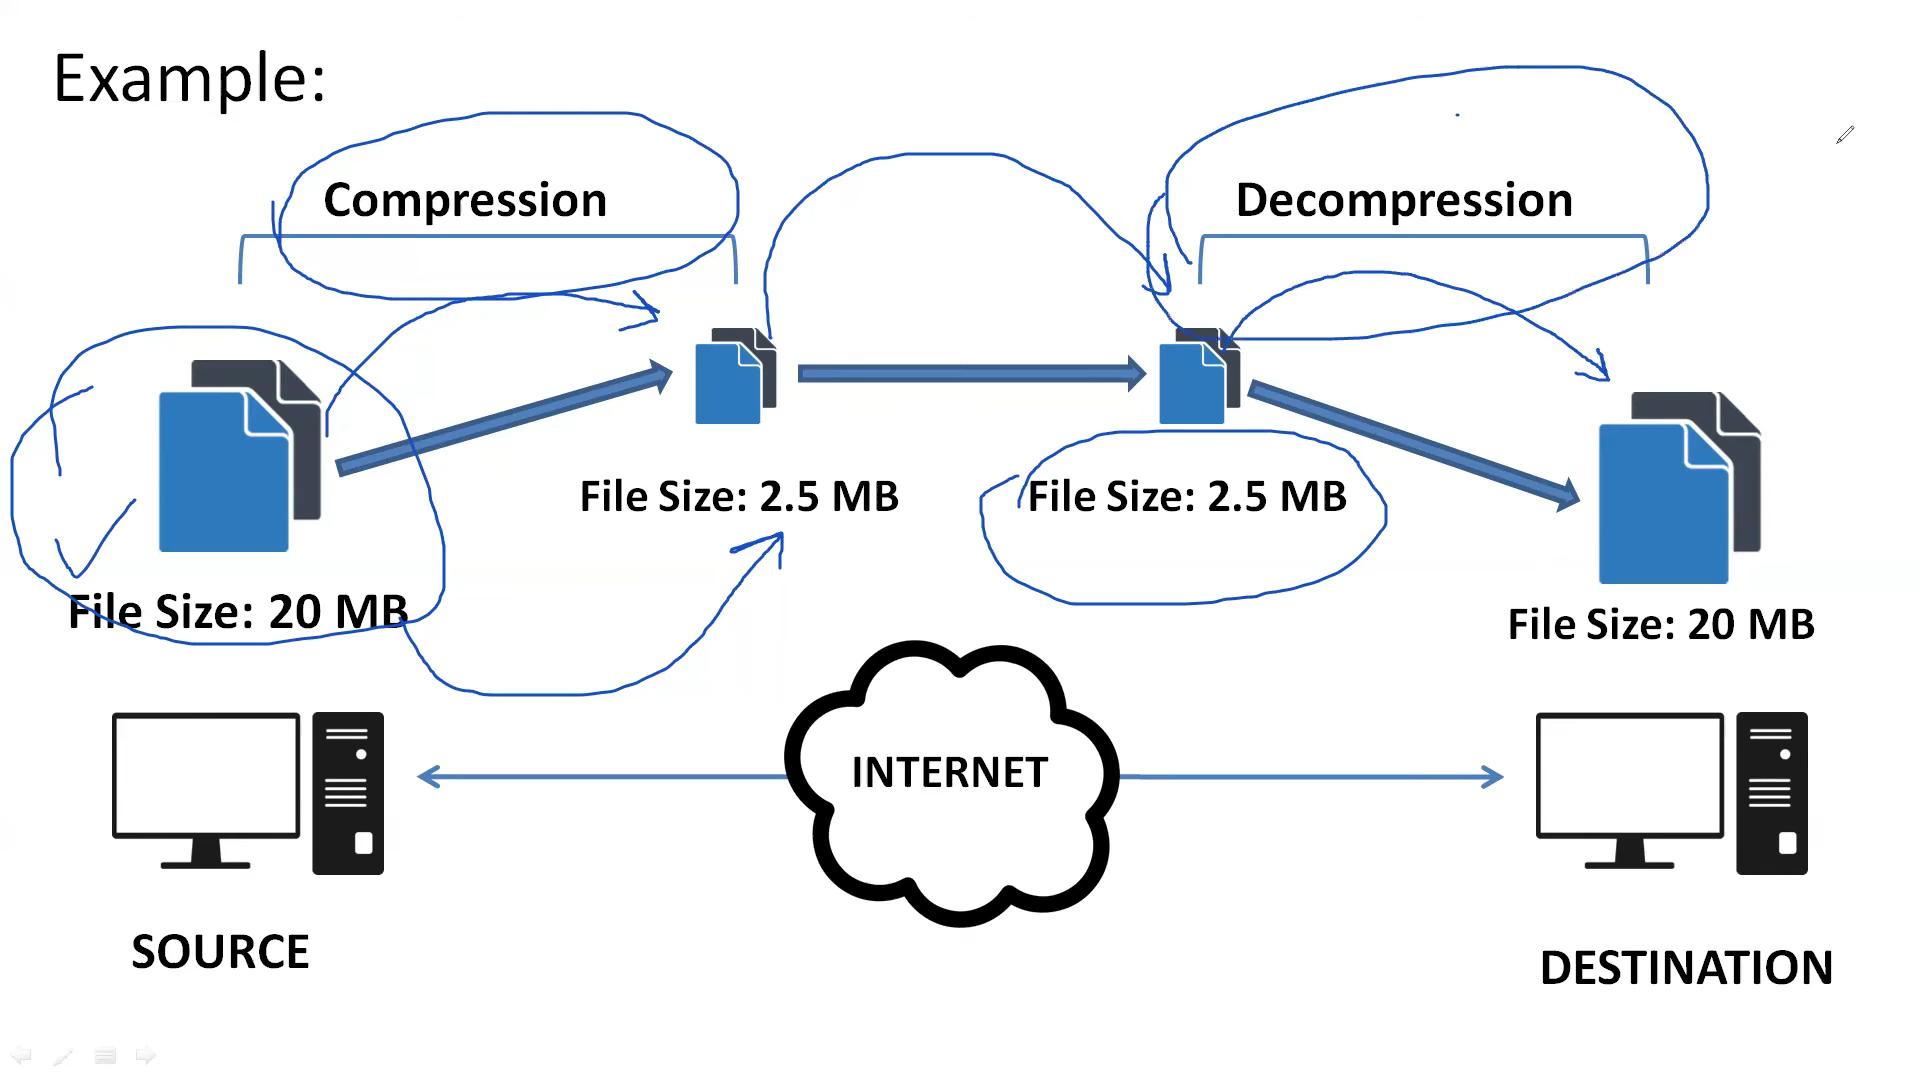 Example:
Compression
Decompression
File Size: 2.5 MB
File Size: 2.5 MB
File Size: 20 MB
File Size: 20 MB
INTERNET
SOURCE
DESTINATION